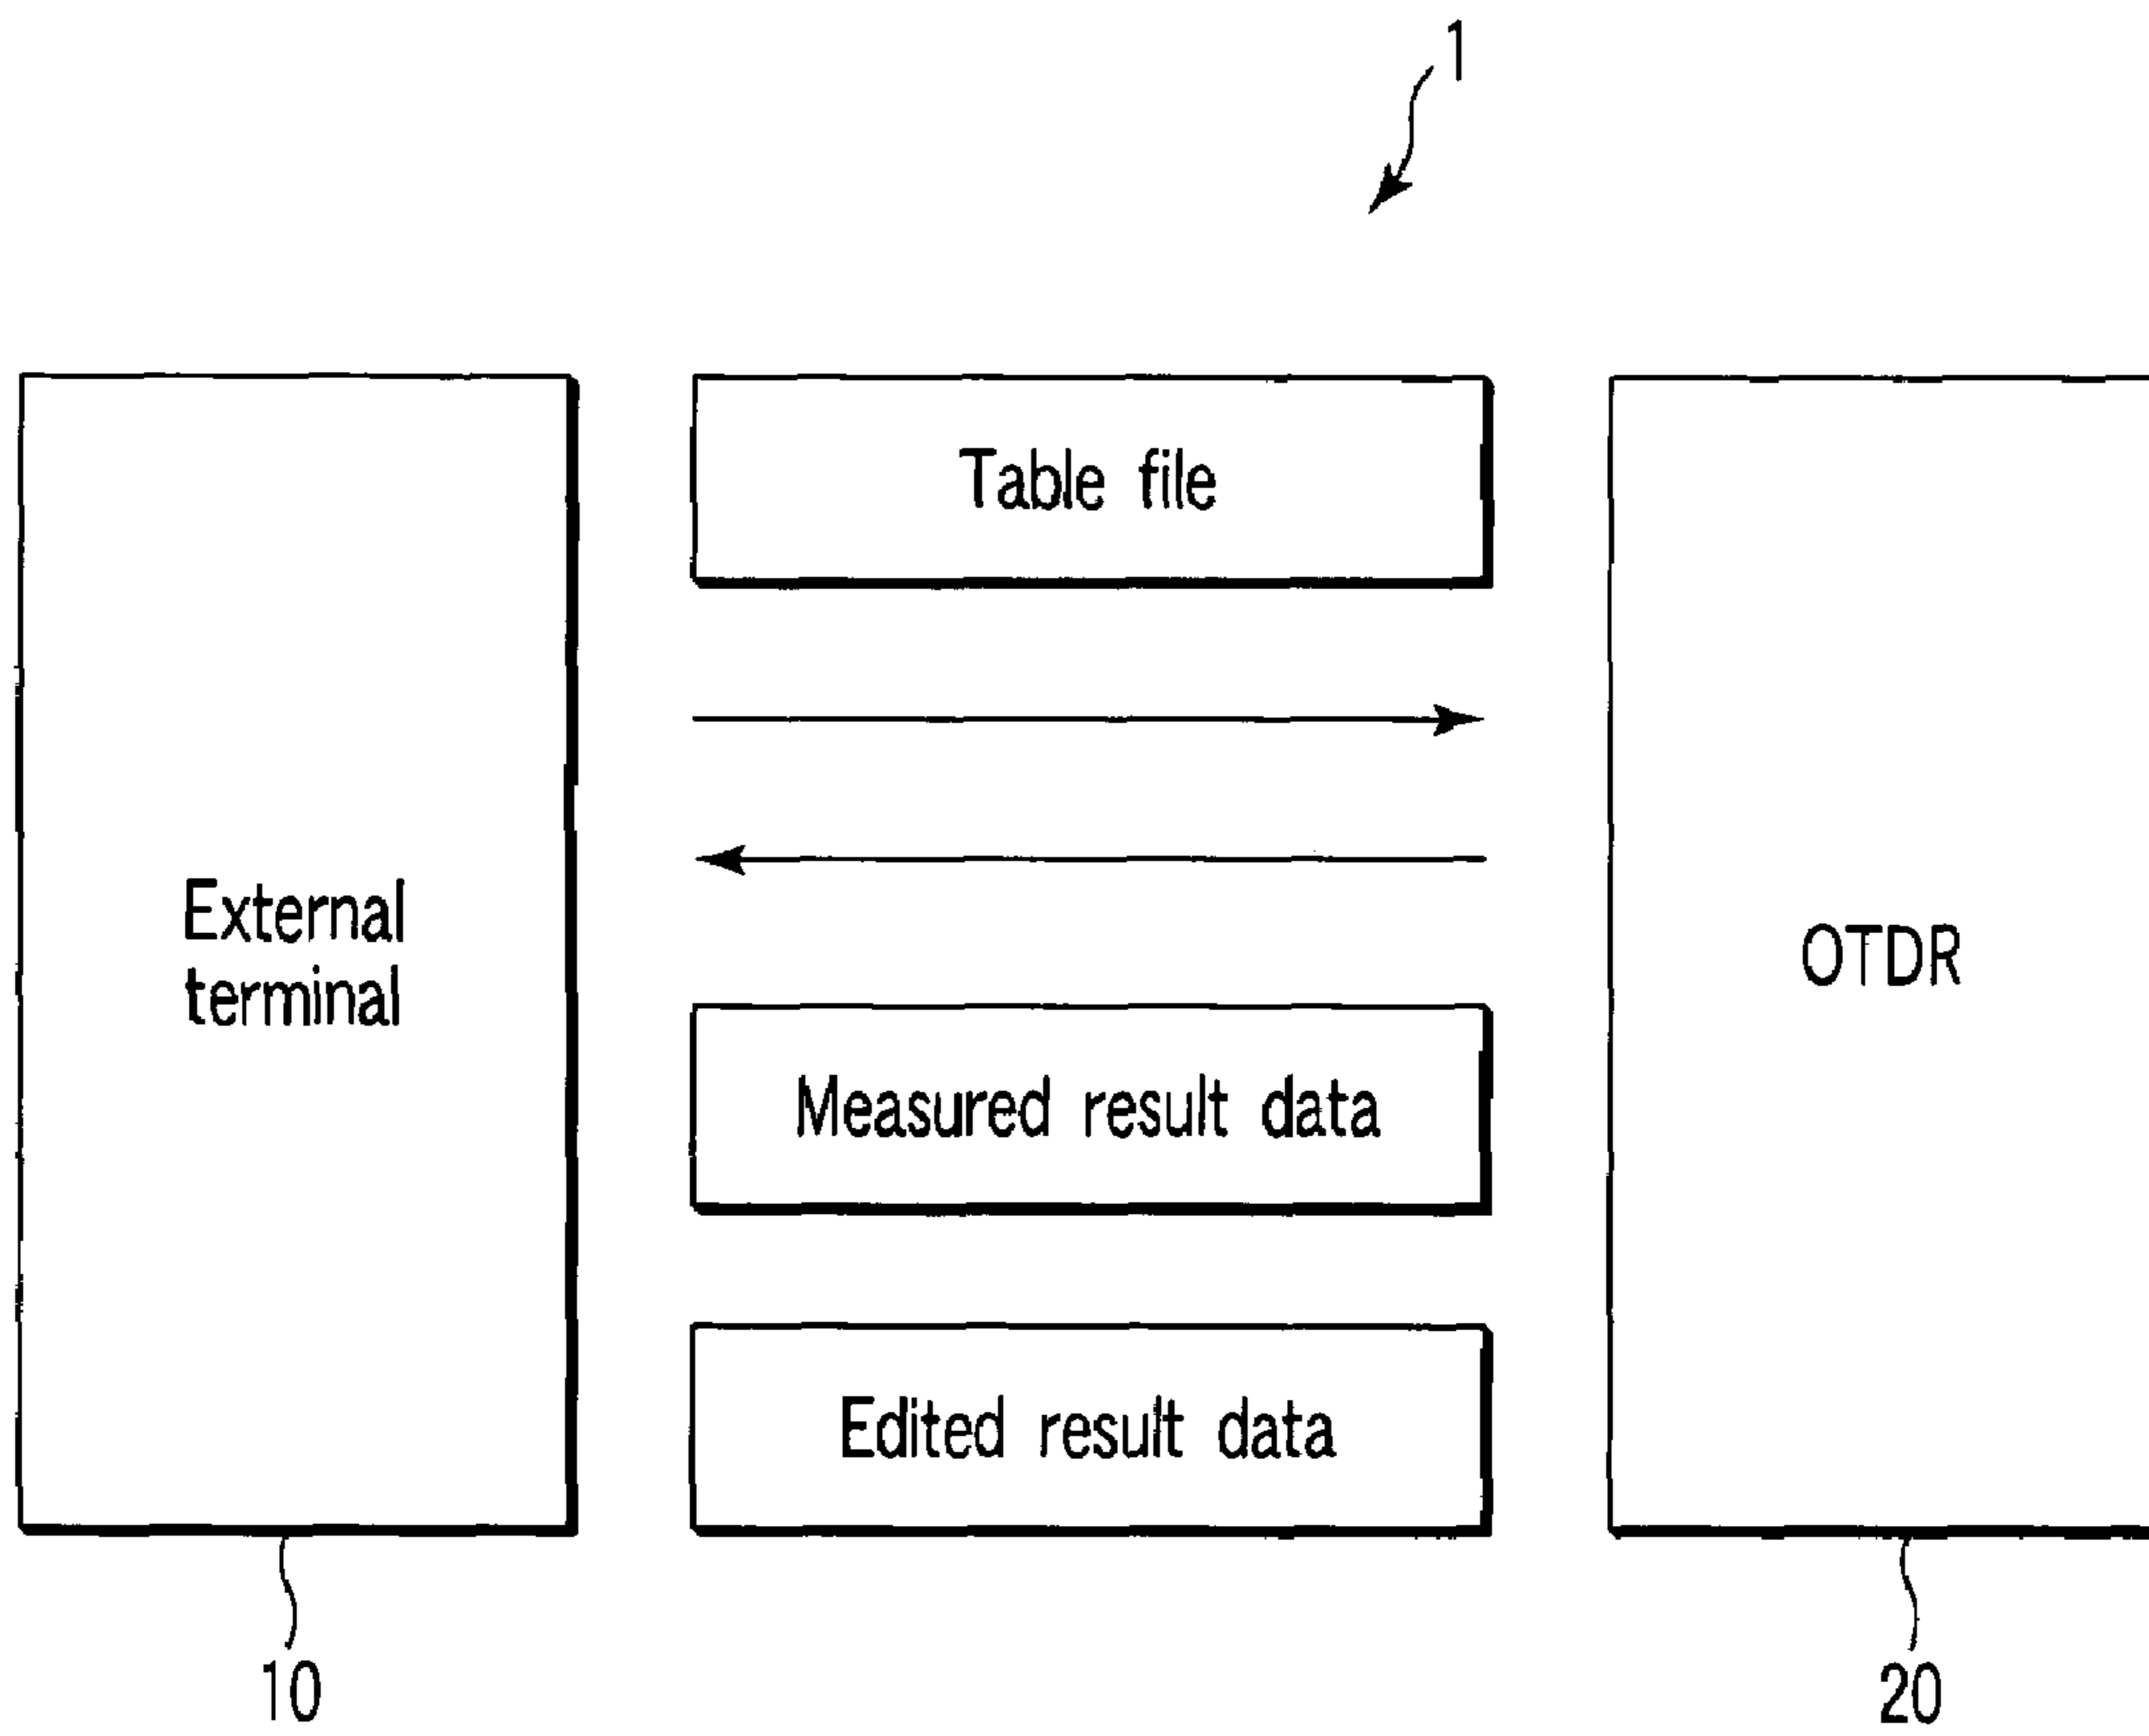 1
Table file
External
terminal
OTDR
Measured result data
Edited result data
10
20